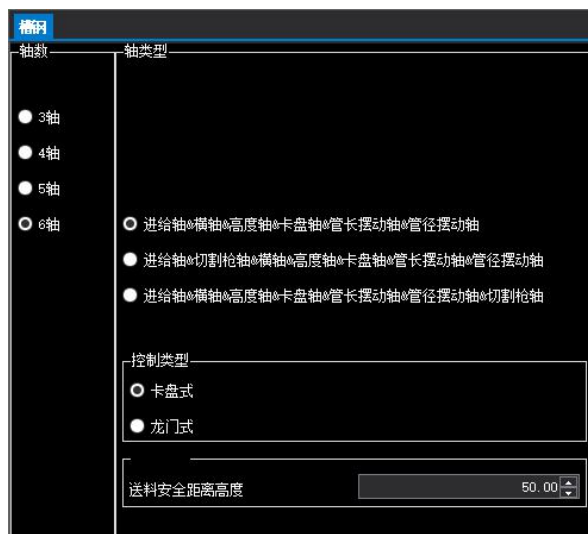 槽钢
轴数
轴类型
3轴
4轴
5轴
6轴
进给轴&横轴&高度轴&卡盘轴&管长摆动轴&管径摆动轴
进给轴&切割枪轴&横轴&高度轴&卡盘轴&管长摆动轴&管径摆动轴
进给轴&横轴&高度轴&卡盘轴&管长摆动轴&管径摆动轴&切割枪轴
控制类型
卡盘式
龙门式
送料安全距离高度 50.00